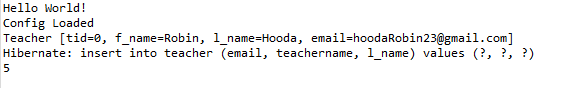 Hello World!
Config Loaded
Teacher [tid=0, f_name=Robin, l_name=Hooda, email=hoodaRobin23@gmail.com]
Hibernate: insert into teacher (email, teachername, l_name) values (?, ?, ?)
5